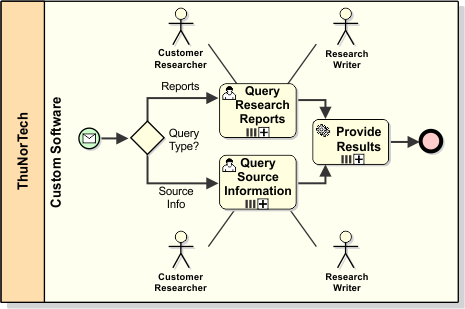 ThuNorTech
Custom Software
Customer
Researcher
Research
Writer
Reports
Query
Research
Reports
Query
Type?
Provide
Results
Source
Info
Query
Source
Information
Customer
Researcher
Research
Writer